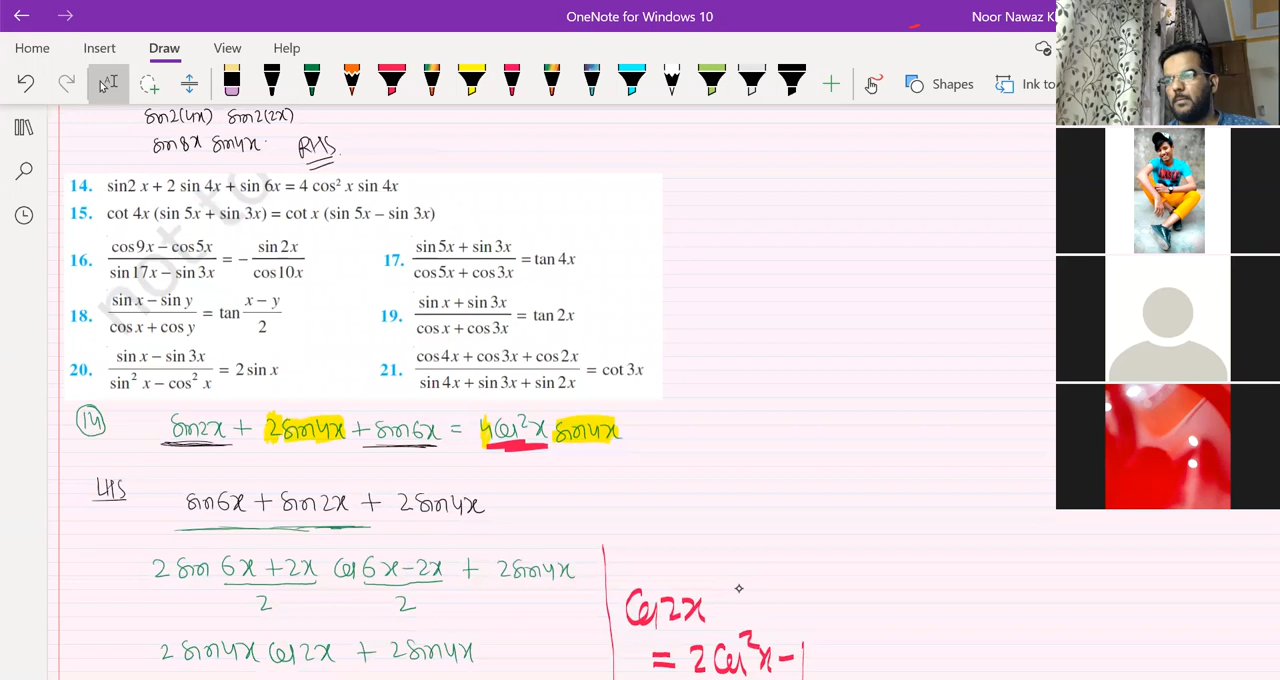 OneNote for Windows 10
Noor Nawaz K
Home Insert Draw View Help
Shapes
Ink to
sin2(4x) sin2(2x)
sin8x sin4x. RHS.
14. sin2 x + 2 sin 4x + sin 6x = 4 cos² x sin 4x
15. cot 4x (sin 5x + sin 3x) = cot x (sin 5x – sin 3x)
16. (cos 9x – cos 5x)/(sin 17x – sin 3x) = – sin 2x/cos 10x
17. (sin 5x + sin 3x)/(cos 5x + cos 3x) = tan 4x
18. (sin x – sin y)/(cos x + cos y) = tan (x – y)/2
19. (sin x + sin 3x)/(cos x + cos 3x) = tan 2x
20. (sin x – sin 3x)/(sin² x – cos² x) = 2 sin x
21. (cos 4x + cos 3x + cos 2x)/(sin 4x + sin 3x + sin 2x) = cot 3x
not to
14 sin2x + 2sin4x + sin6x = 4cos²x sin4x
LHS sin6x + sin2x + 2sin4x
2 sin (6x+2x)/2 cos (6x–2x)/2 + 2sin4x
2 sin4x cos2x + 2sin4x
cos2x
= 2cos²x – 1